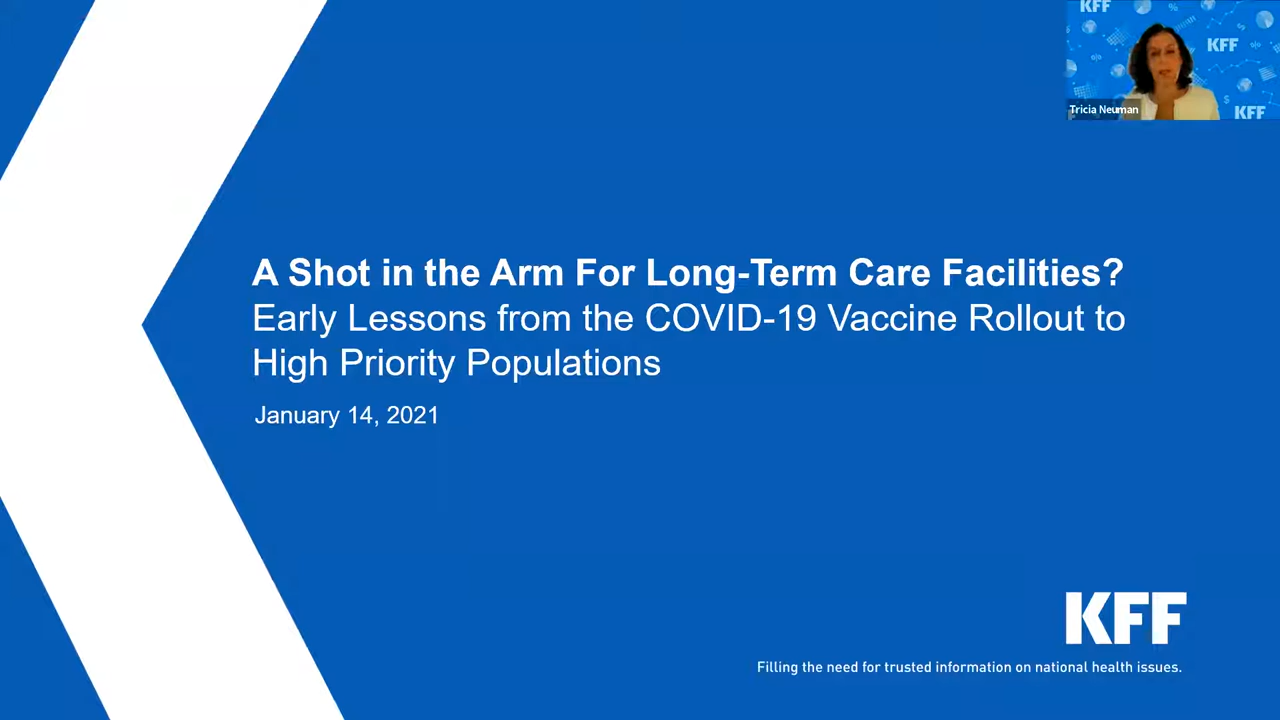 KFF
%
$
KFF
%
$
KFF
Tricia Neuman
A Shot in the Arm For Long-Term Care Facilities?
Early Lessons from the COVID-19 Vaccine Rollout to
High Priority Populations
January 14, 2021
KFF
Filling the need for trusted information on national health issues.